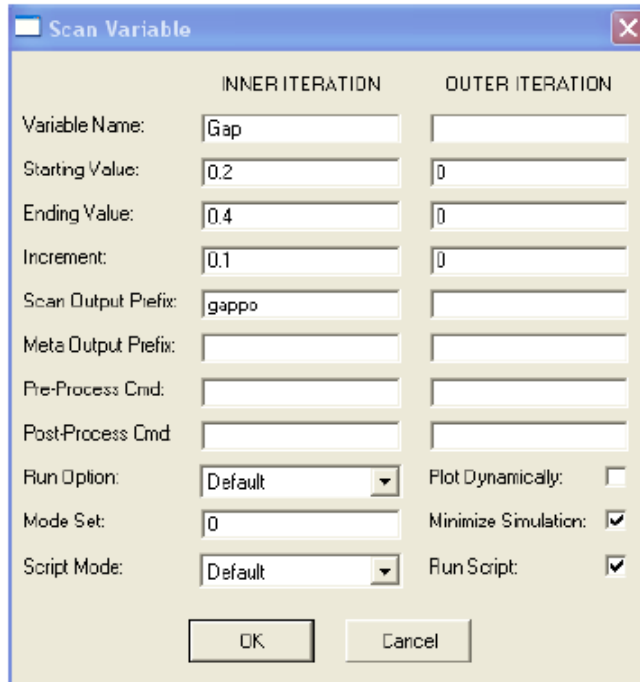 Scan Variable
INNER ITERATION OUTER ITERATION
Variable Name: Gap
Starting Value: 0.2 0
Ending Value: 0.4 0
Increment: 0.1 0
Scan Output Prefix: gappo
Meta Output Prefix:
Pre-Process Cmd:
Post-Process Cmd
Run Option: Default Plot Dynamically:
Mode Set: 0 Minimize Simulation:
Script Mode: Default Run Script:
OK Cancel